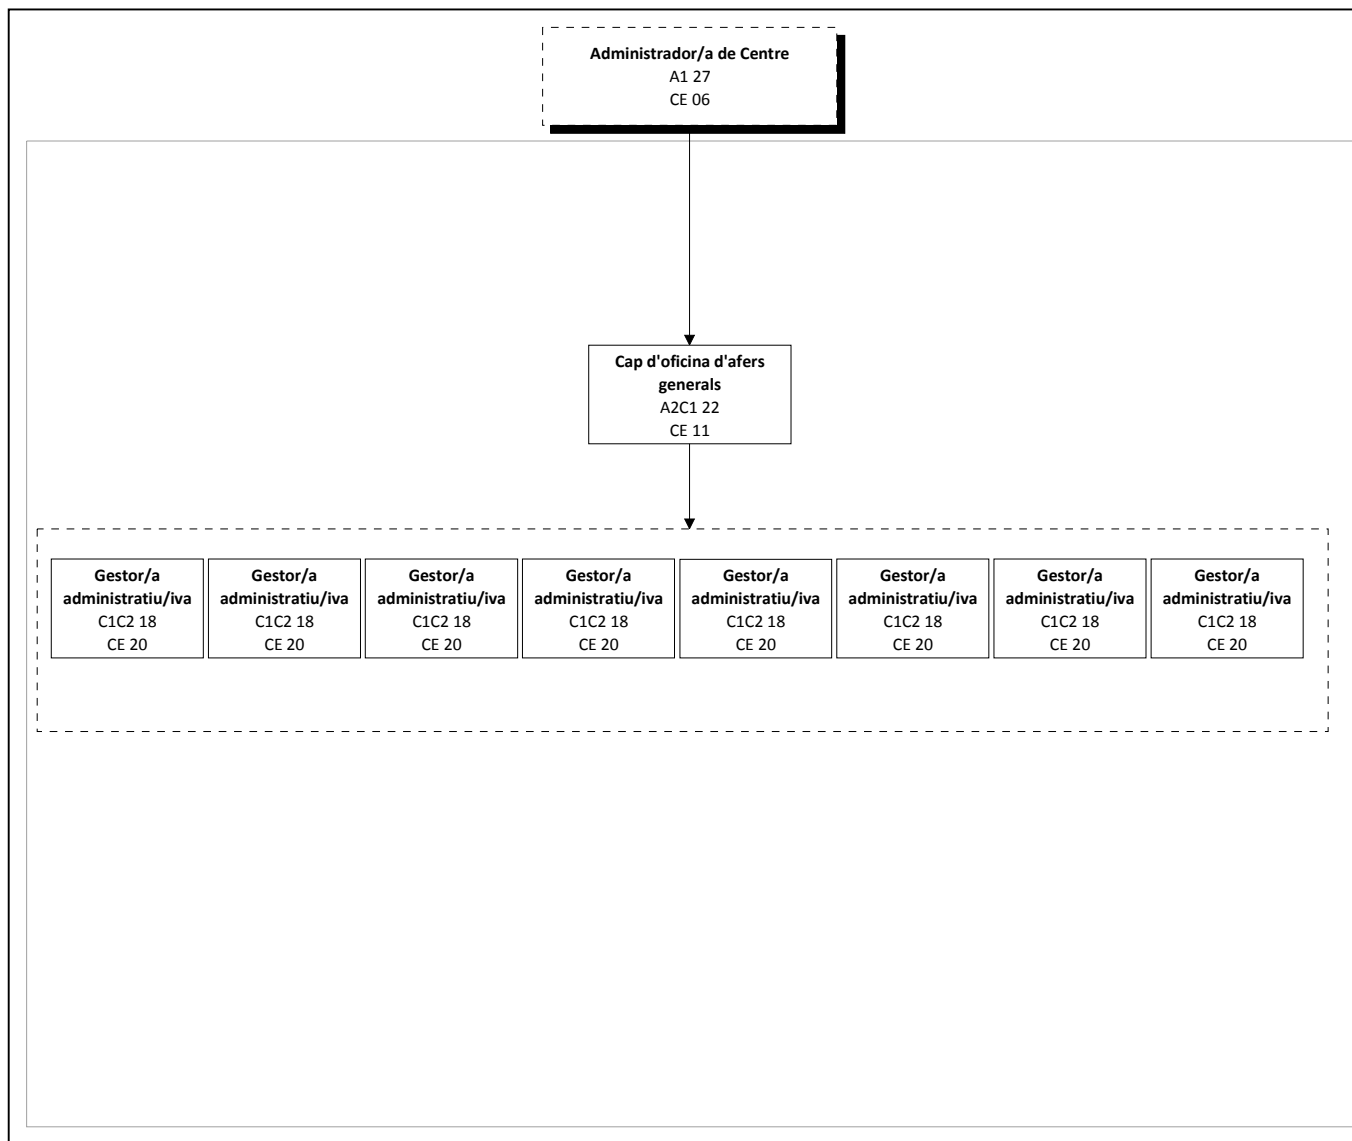 Administrador/a de Centre
A1 27
CE 06
Cap d'oficina d'afers
generals
A2C1 22
CE 11
Gestor/a
administratiu/iva
C1C2 18
CE 20
Gestor/a
administratiu/iva
C1C2 18
CE 20
Gestor/a
administratiu/iva
C1C2 18
CE 20
Gestor/a
administratiu/iva
C1C2 18
CE 20
Gestor/a
administratiu/iva
C1C2 18
CE 20
Gestor/a
administratiu/iva
C1C2 18
CE 20
Gestor/a
administratiu/iva
C1C2 18
CE 20
Gestor/a
administratiu/iva
C1C2 18
CE 20